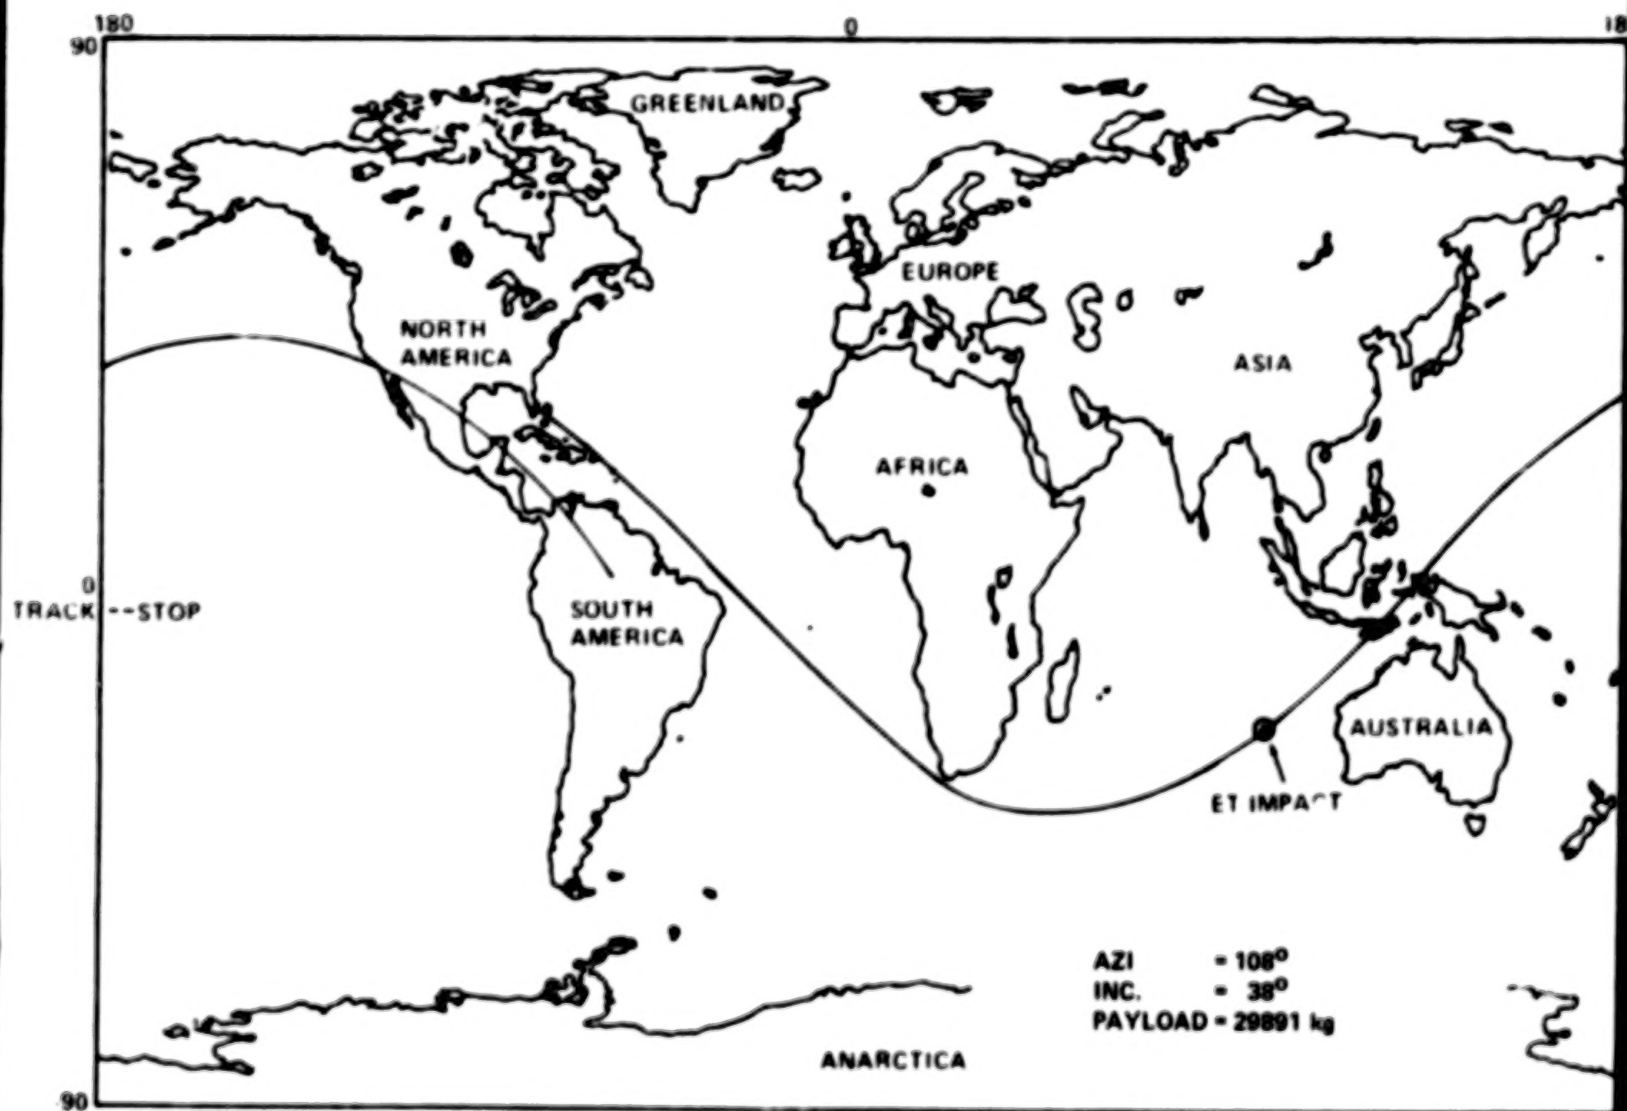 180 0 18
90
GREENLAND
EUROPE
NORTH
AMERICA
ASIA
AFRICA
0
TRACK--STOP
SOUTH
AMERICA
AUSTRALIA
ET IMPACT
AZI = 108°
INC. = 38°
PAYLOAD = 29891 kg
ANARCTICA
90